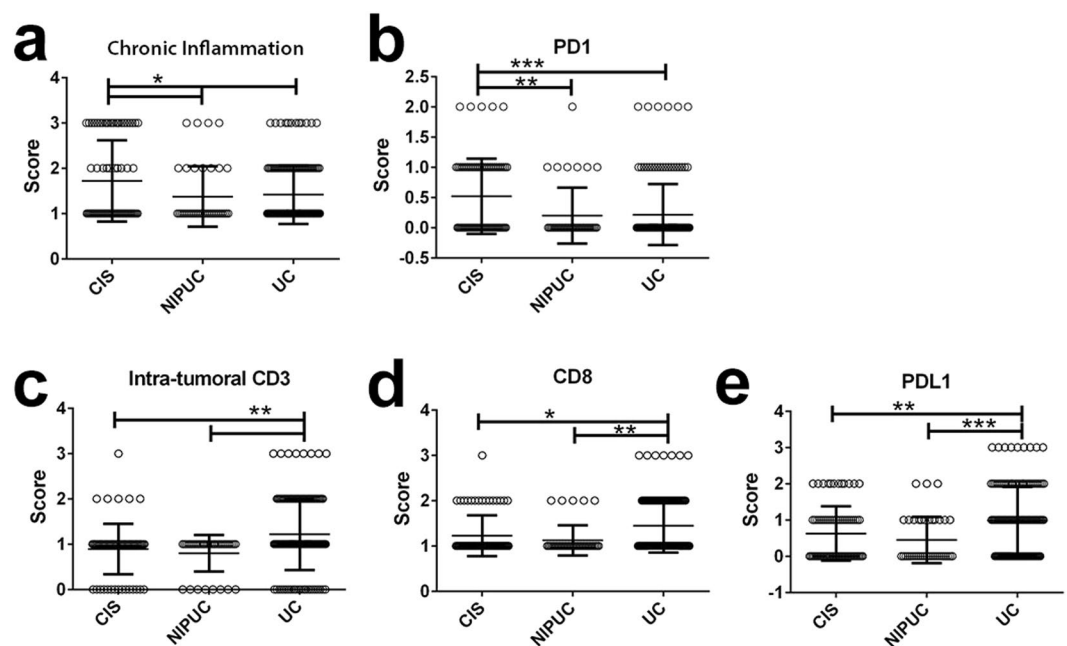 a
Chronic Inflammation
Score
4
3
2
1
0
*
CIS
NIPUC
UC
b
PD1
Score
2.5
2.0
1.5
1.0
0.5
0.0
-0.5
***
**
CIS
NIPUC
UC
c
Intra-tumoral CD3
Score
4
3
2
1
0
**
CIS
NIPUC
UC
d
CD8
Score
4
3
2
1
0
*
**
CIS
NIPUC
UC
e
PDL1
Score
4
3
2
1
0
-1
**
***
CIS
NIPUC
UC